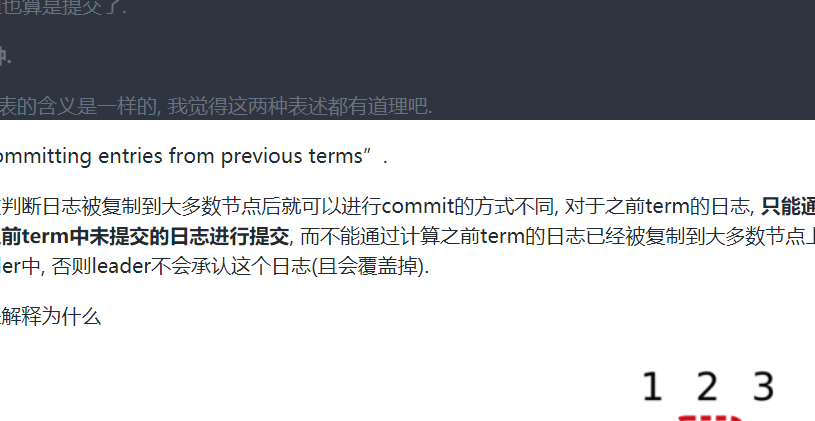 也算是提交了.
中.
表的含义是一样的, 我觉得这两种表述都有道理吧.
ommitting entries from previous terms”.
判断日志被复制到大多数节点后就可以进行commit的方式不同, 对于之前term的日志, 只能通
前term中未提交的日志进行提交, 而不能通过计算之前term的日志已经被复制到大多数节点上
der中, 否则leader不会承认这个日志(且会覆盖掉).
解释为什么
1 2 3